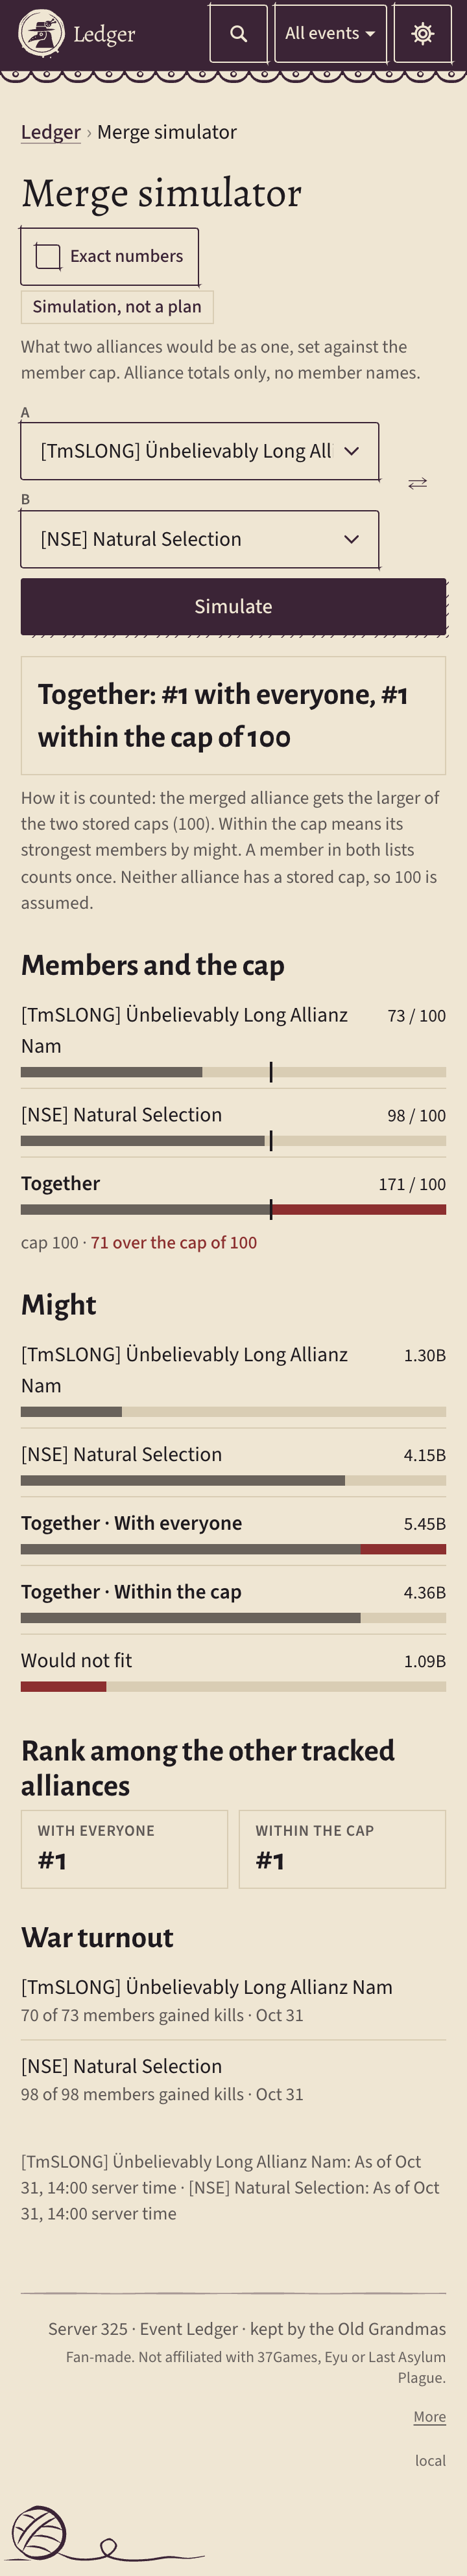 Ledger
All events
Ledger › Merge simulator
Merge simulator
Exact numbers
Simulation, not a plan
What two alliances would be as one, set against the
member cap. Alliance totals only, no member names.
A
[TmSLONG] Ünbelievably Long All
B
[NSE] Natural Selection
Simulate
Together: #1 with everyone, #1
within the cap of 100
How it is counted: the merged alliance gets the larger of
the two stored caps (100). Within the cap means its
strongest members by might. A member in both lists
counts once. Neither alliance has a stored cap, so 100 is
assumed.
Members and the cap
[TmSLONG] Ünbelievably Long Allianz 73 / 100
Nam
[NSE] Natural Selection 98 / 100
Together 171 / 100
cap 100 · 71 over the cap of 100
Might
[TmSLONG] Ünbelievably Long Allianz 1.30B
Nam
[NSE] Natural Selection 4.15B
Together · With everyone 5.45B
Together · Within the cap 4.36B
Would not fit 1.09B
Rank among the other tracked
alliances
WITH EVERYONE WITHIN THE CAP
#1 #1
War turnout
[TmSLONG] Ünbelievably Long Allianz Nam
70 of 73 members gained kills · Oct 31
[NSE] Natural Selection
98 of 98 members gained kills · Oct 31
[TmSLONG] Ünbelievably Long Allianz Nam: As of Oct
31, 14:00 server time · [NSE] Natural Selection: As of Oct
31, 14:00 server time
Server 325 · Event Ledger · kept by the Old Grandmas
Fan-made. Not affiliated with 37Games, Eyu or Last Asylum
Plague.
More
local